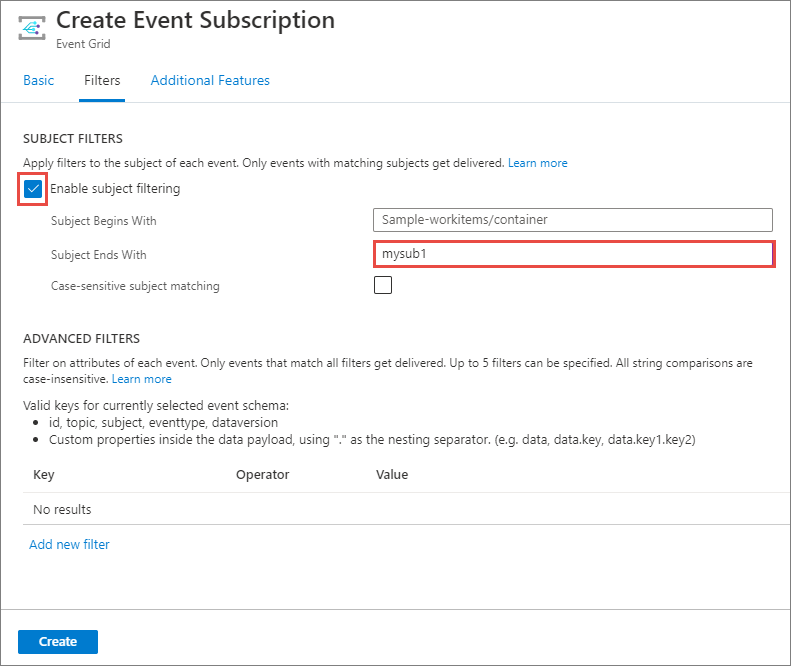 Create Event Subscription
Event Grid
Basic Filters Additional Features
SUBJECT FILTERS
Apply filters to the subject of each event. Only events with matching subjects get delivered. Learn more
Enable subject filtering
Subject Begins With Sample-workitems/container
Subject Ends With mysub1
Case-sensitive subject matching
ADVANCED FILTERS
Filter on attributes of each event. Only events that match all filters get delivered. Up to 5 filters can be specified. All string comparisons are
case-insensitive. Learn more
Valid keys for currently selected event schema:
• id, topic, subject, eventtype, dataversion
• Custom properties inside the data payload, using "." as the nesting separator. (e.g. data, data.key, data.key1.key2)
Key Operator Value
No results
Add new filter
Create